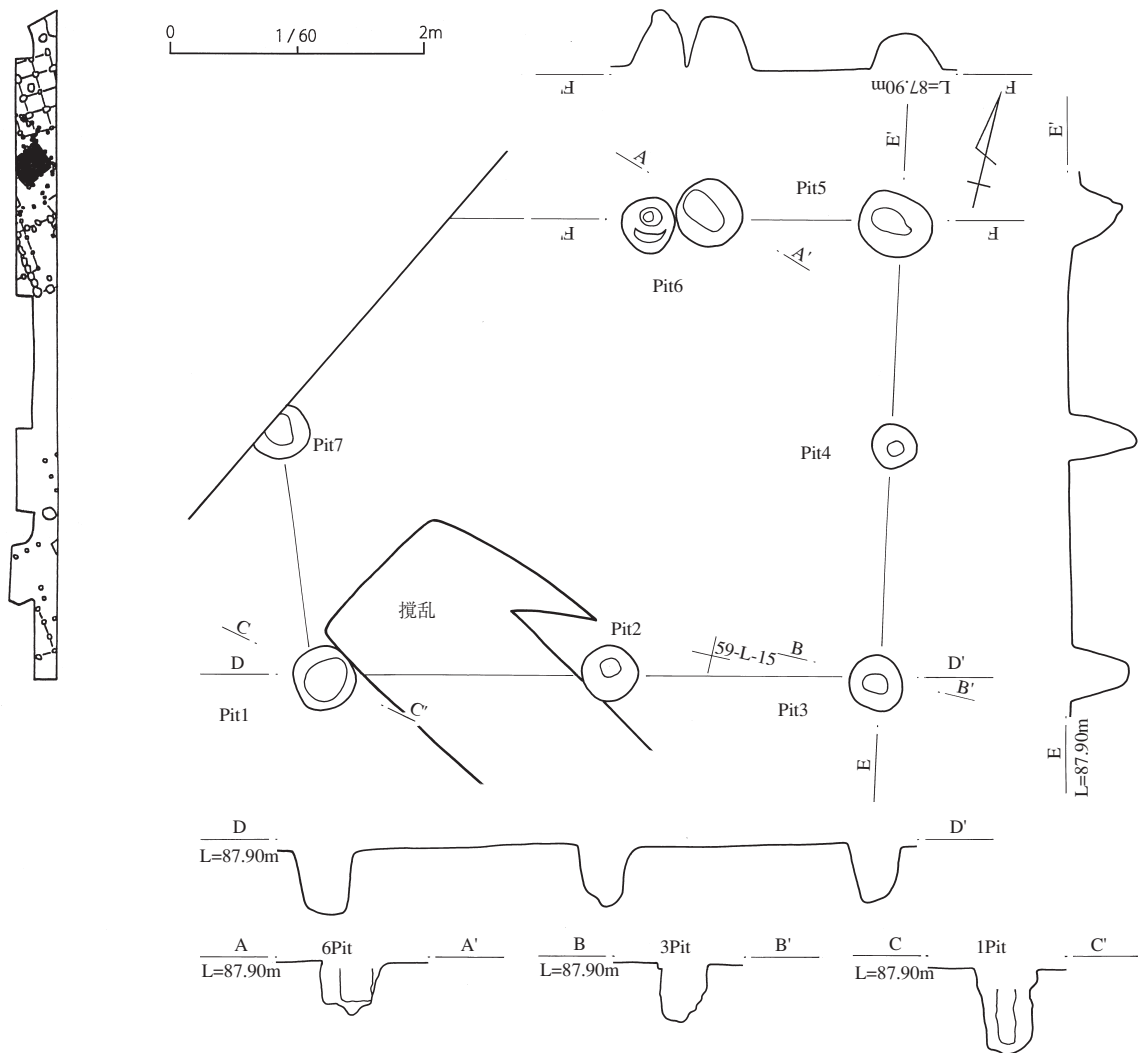 0 1/60 2m
F' L=87.90m F
E' E'
A
Pit5
F' F
A'
Pit6
Pit7
Pit4
撹乱
C Pit2
59-L-15 B
D D'
B'
Pit1 C'' Pit3
E E
L=87.90m
D D'
L=87.90m
A 6Pit A' B 3Pit B' C 1Pit C'
L=87.90m L=87.90m L=87.90m